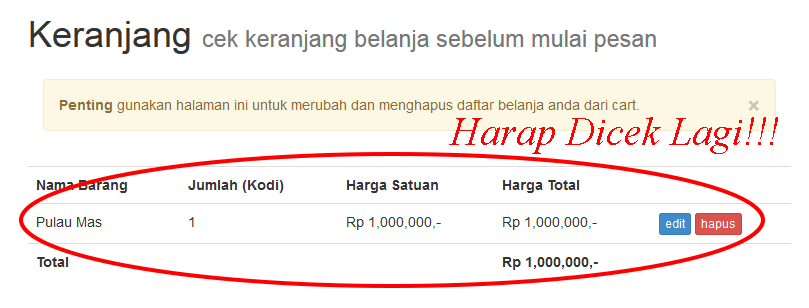 Keranjang cek keranjang belanja sebelum mulai pesan
Penting gunakan halaman ini untuk merubah dan menghapus daftar belanja anda dari cart. ×
Harap Dicek Lagi!!!
Nama Barang Jumlah (Kodi) Harga Satuan Harga Total
Pulau Mas 1 Rp 1,000,000,- Rp 1,000,000,- edit hapus
Total Rp 1,000,000,-